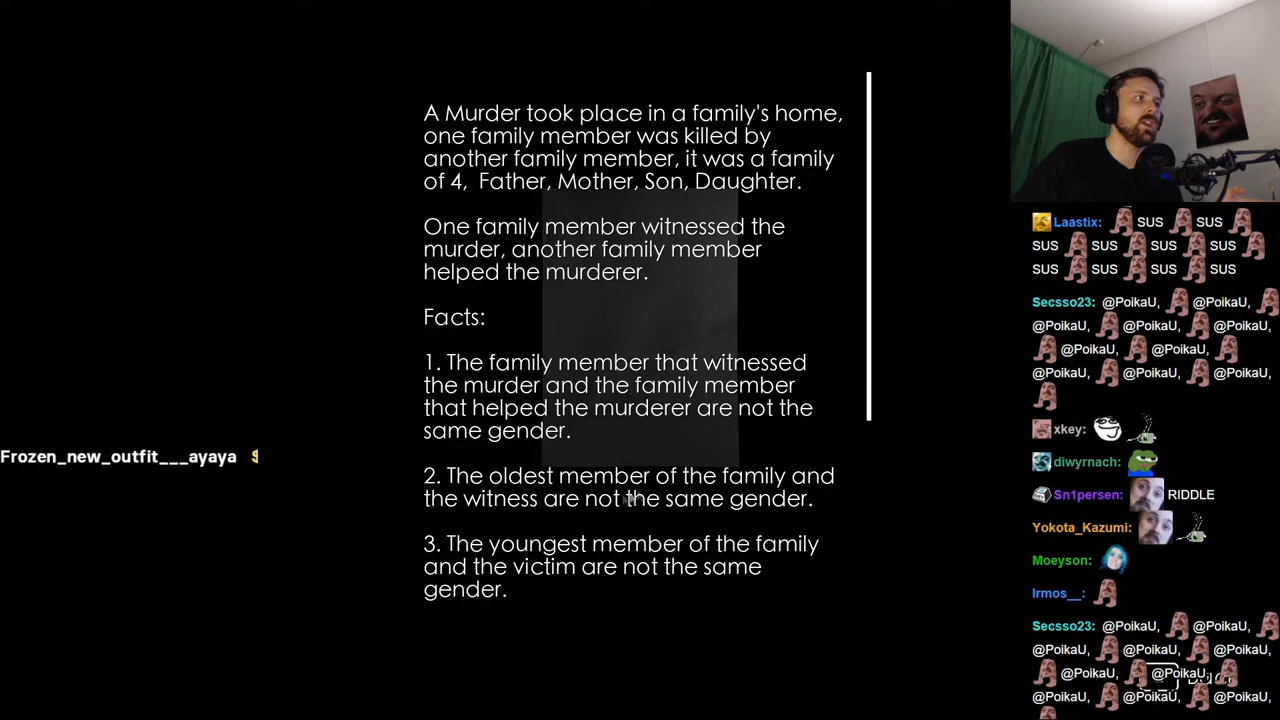 A Murder took place in a family's home,
one family member was killed by
another family member, it was a family
of 4, Father, Mother, Son, Daughter.
One family member witnessed the
murder, another family member
helped the murderer.
Facts:
1. The family member that witnessed
the murder and the family member
that helped the murderer are not the
same gender.
2. The oldest member of the family and
the witness are not the same gender.
3. The youngest member of the family
and the victim are not the same
gender.
Frozen_new_outfit___ayaya
Laastix: SUS SUS
SUS SUS SUS SUS
SUS SUS SUS SUS
Secsso23: @PoikaU, @PoikaU,
@PoikaU, @PoikaU,
@PoikaU, @PoikaU,
@PoikaU, @PoikaU,
xkey:
diwyrnach:
Sn1persen: RIDDLE
Yokota_Kazumi:
Moeyson:
Irmos__:
Secsso23: @PoikaU, @PoikaU,
@PoikaU, @PoikaU,
@PoikaU, @PoikaU,
@PoikaU, @PoikaU,